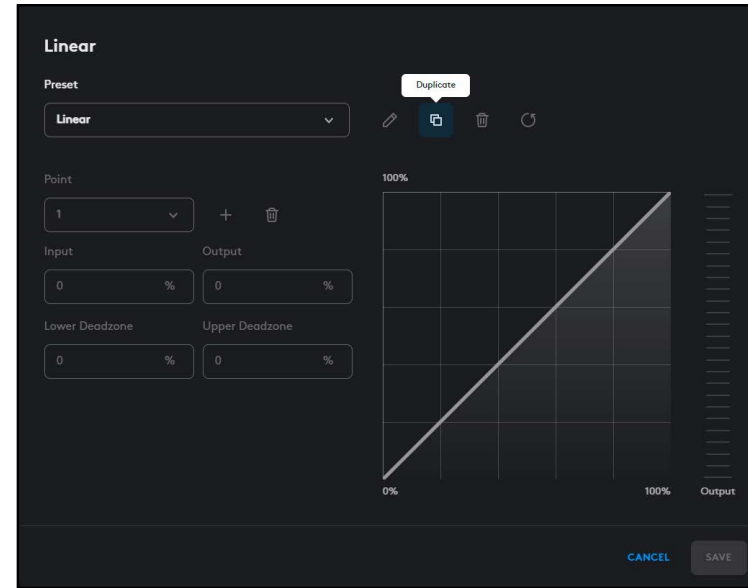 Linear
Preset
Duplicate
Linear
Point
100%
1
Input
Output
0 %
0 %
Lower Deadzone
Upper Deadzone
0 %
0 %
0%
100%
Output
CANCEL
SAVE